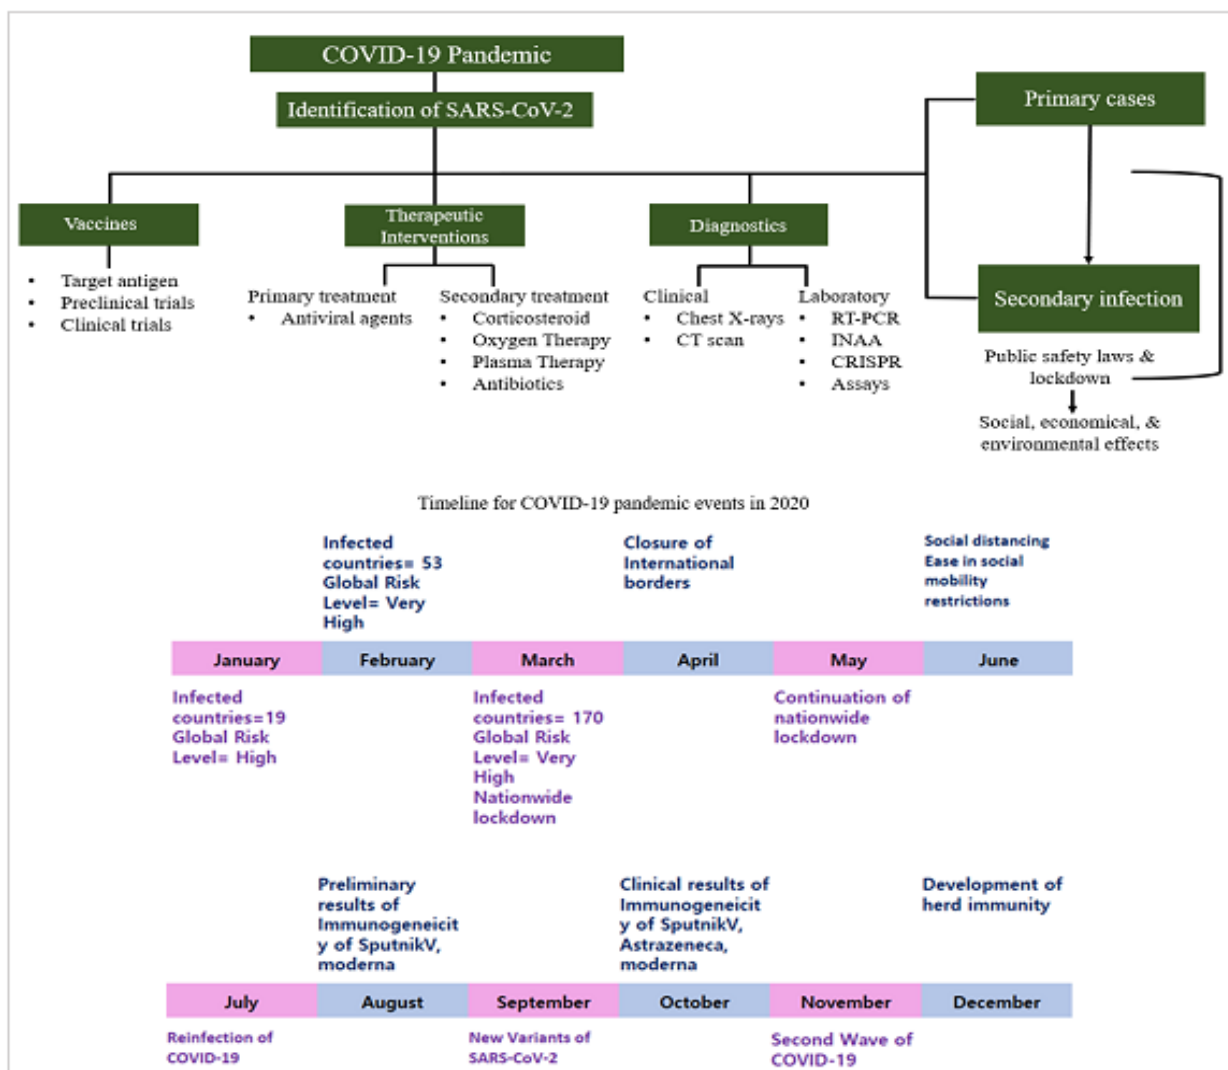 COVID-19 Pandemic
Identification of SARS-CoV-2
Primary cases
Vaccines
• Target antigen
• Preclinical trials
• Clinical trials
Therapeutic
Interventions
Primary treatment
• Antiviral agents
Secondary treatment
• Corticosteroid
• Oxygen Therapy
• Plasma Therapy
• Antibiotics
Diagnostics
Clinical
• Chest X-rays
• CT scan
Laboratory
• RT-PCR
• INAA
• CRISPR
• Assays
Secondary infection
Public safety laws &
lockdown
Social, economical, &
environmental effects
Timeline for COVID-19 pandemic events in 2020
Infected
countries= 53
Global Risk
Level= Very
High
Closure of
International
borders
Social distancing
Ease in social
mobility
restrictions
January
February
March
April
May
June
Infected
countries=19
Global Risk
Level= High
Infected
countries= 170
Global Risk
Level= Very
High
Nationwide
lockdown
Continuation of
nationwide
lockdown
Preliminary
results of
Immunogeneicit
y of SputnikV,
moderna
Clinical results of
Immunogeneicit
y of SputnikV,
Astrazeneca,
moderna
Development of
herd immunity
July
August
September
October
November
December
Reinfection of
COVID-19
New Variants of
SARS-CoV-2
Second Wave of
COVID-19